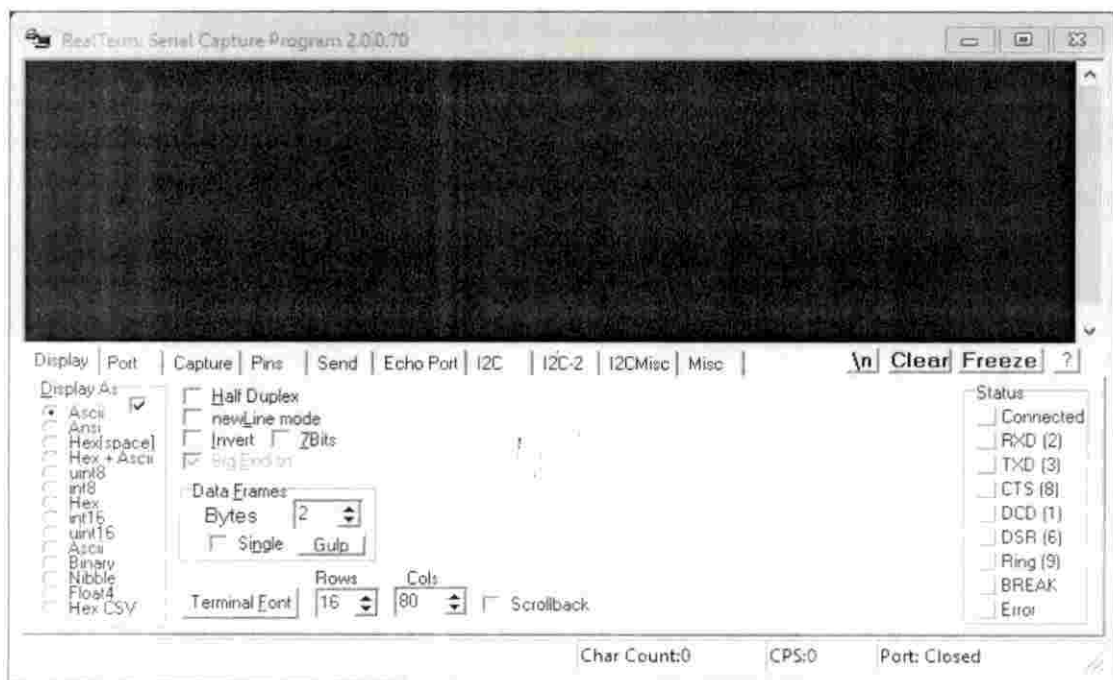 RealTerm: Serial Capture Program 2.0.0.70
Display Port Capture Pins Send Echo Port I2C I2C-2 I2CMisc Misc \n Clear Freeze ?
Display As
Ascii
Ansi
Hex[space]
Hex + Ascii
uint8
int8
Hex
int16
uint16
Ascii
Binary
Nibble
Float4
Hex CSV
Half Duplex
newLine mode
Invert 7Bits
Big Endian
Data Frames
Bytes 2
Single Gulp
Rows Cols
Terminal Font 16 80 Scrollback
Status
Connected
RXD (2)
TXD (3)
CTS (8)
DCD (1)
DSR (6)
Ring (9)
BREAK
Error
Char Count:0 CPS:0 Port: Closed